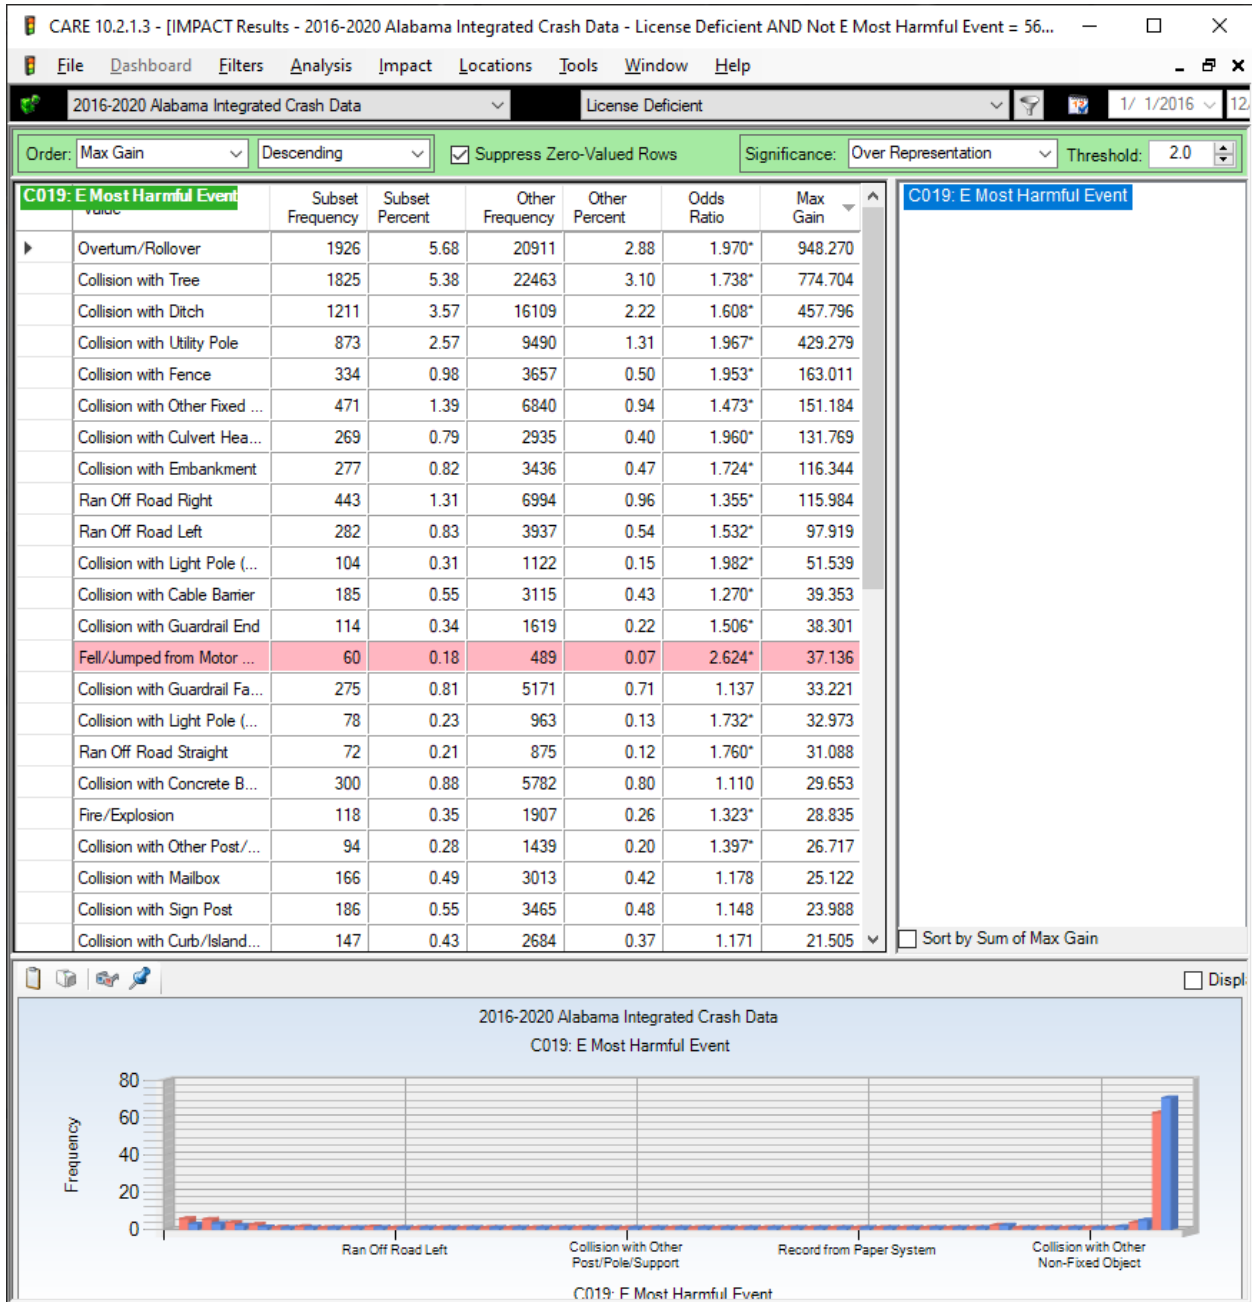 CARE 10.2.1.3 - [IMPACT Results - 2016-2020 Alabama Integrated Crash Data - License Deficient AND Not E Most Harmful Event = 56...
File Dashboard Filters Analysis Impact Locations Tools Window Help
2016-2020 Alabama Integrated Crash Data License Deficient 1/ 1/2016 12/
Order: Max Gain Descending Suppress Zero-Valued Rows Significance: Over Representation Threshold: 2.0
C019: E Most Harmful Event Subset Frequency Subset Percent Other Frequency Other Percent Odds Ratio Max Gain C019: E Most Harmful Event
Overturn/Rollover 1926 5.68 20911 2.88 1.970* 948.270
Collision with Tree 1825 5.38 22463 3.10 1.738* 774.704
Collision with Ditch 1211 3.57 16109 2.22 1.608* 457.796
Collision with Utility Pole 873 2.57 9490 1.31 1.967* 429.279
Collision with Fence 334 0.98 3657 0.50 1.953* 163.011
Collision with Other Fixed ... 471 1.39 6840 0.94 1.473* 151.184
Collision with Culvert Hea... 269 0.79 2935 0.40 1.960* 131.769
Collision with Embankment 277 0.82 3436 0.47 1.724* 116.344
Ran Off Road Right 443 1.31 6994 0.96 1.355* 115.984
Ran Off Road Left 282 0.83 3937 0.54 1.532* 97.919
Collision with Light Pole (... 104 0.31 1122 0.15 1.982* 51.539
Collision with Cable Barrier 185 0.55 3115 0.43 1.270* 39.353
Collision with Guardrail End 114 0.34 1619 0.22 1.506* 38.301
Fell/Jumped from Motor ... 60 0.18 489 0.07 2.624* 37.136
Collision with Guardrail Fa... 275 0.81 5171 0.71 1.137 33.221
Collision with Light Pole (... 78 0.23 963 0.13 1.732* 32.973
Ran Off Road Straight 72 0.21 875 0.12 1.760* 31.088
Collision with Concrete B... 300 0.88 5782 0.80 1.110 29.653
Fire/Explosion 118 0.35 1907 0.26 1.323* 28.835
Collision with Other Post/... 94 0.28 1439 0.20 1.397* 26.717
Collision with Mailbox 166 0.49 3013 0.42 1.178 25.122
Collision with Sign Post 186 0.55 3465 0.48 1.148 23.988
Collision with Curb/Island... 147 0.43 2684 0.37 1.171 21.505
Sort by Sum of Max Gain
Displ
2016-2020 Alabama Integrated Crash Data
C019: E Most Harmful Event
80
60
40
20
0
Frequency
Ran Off Road Left
Collision with Other
Post/Pole/Support
Record from Paper System
Collision with Other
Non-Fixed Object
C019: E Most Harmful Event